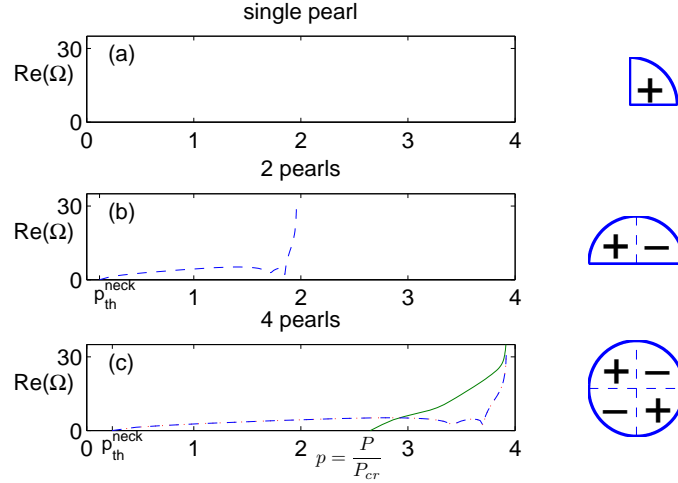 single pearl
(a)
30
Re(Ω)
0
0 1 2 3 4
+
2 pearls
(b)
30
Re(Ω)
0
p_th^neck 1 2 3 4
+ −
4 pearls
(c)
30
Re(Ω)
0
0 p_th^neck 1 2 3 4
+ −
− +
p = P / P_cr